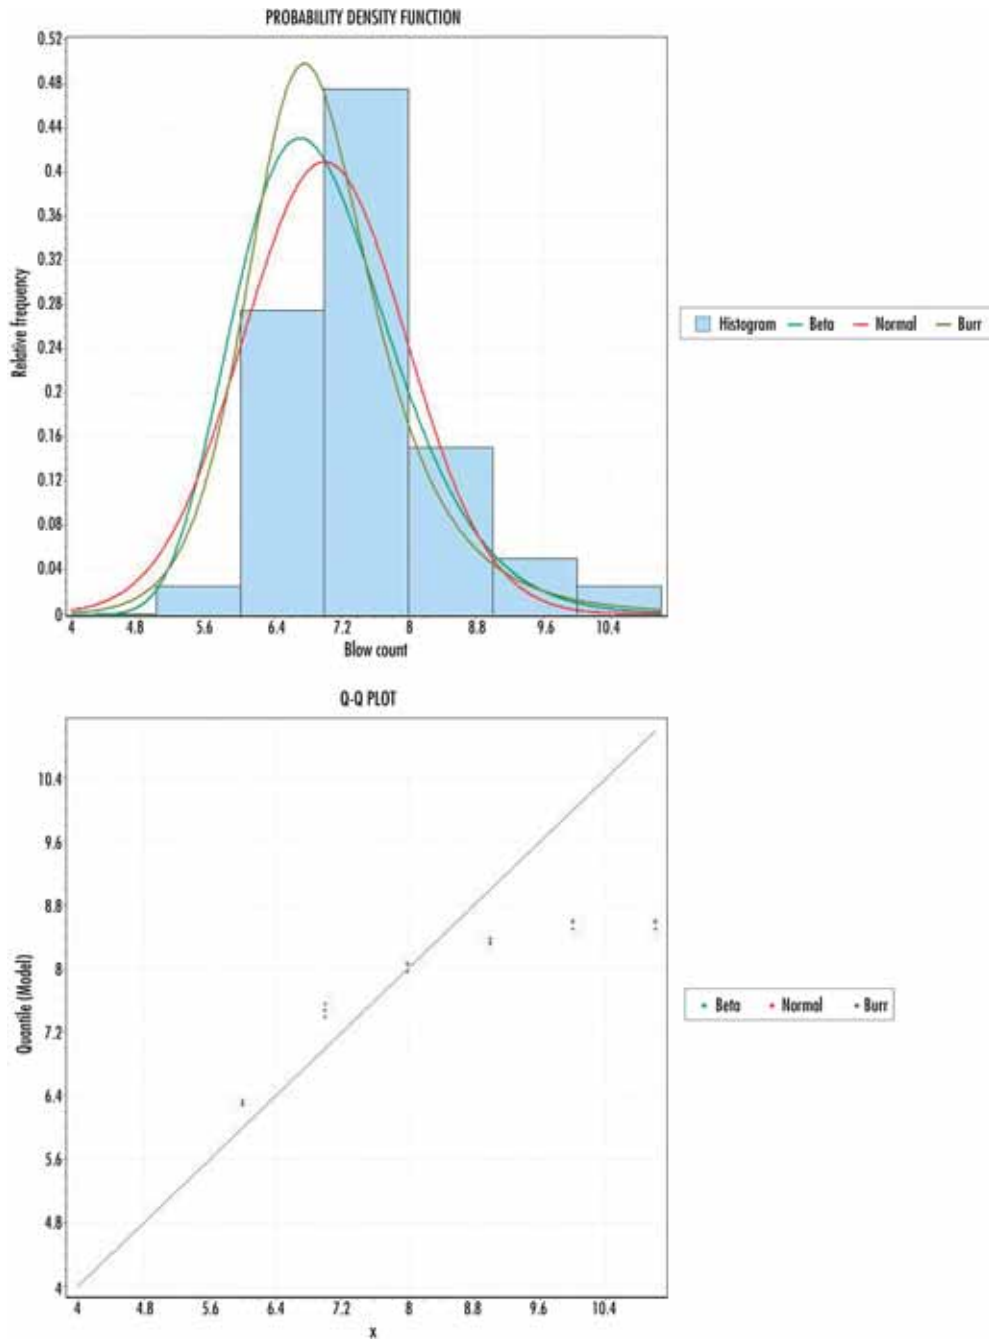 PROBABILITY DENSITY FUNCTION
0.52
0.48
0.44
0.4
0.36
0.32
0.28
0.24
0.2
0.16
0.12
0.08
0.04
0
Relative frequency
4 4.8 5.6 6.4 7.2 8 8.8 9.6 10.4
Blow count
Histogram Beta Normal Burr
Q-Q PLOT
10.4
9.6
8.8
8
7.2
6.4
5.6
4.8
4
Quantile (Model)
4 4.8 5.6 6.4 7.2 8 8.8 9.6 10.4
x
Beta Normal Burr